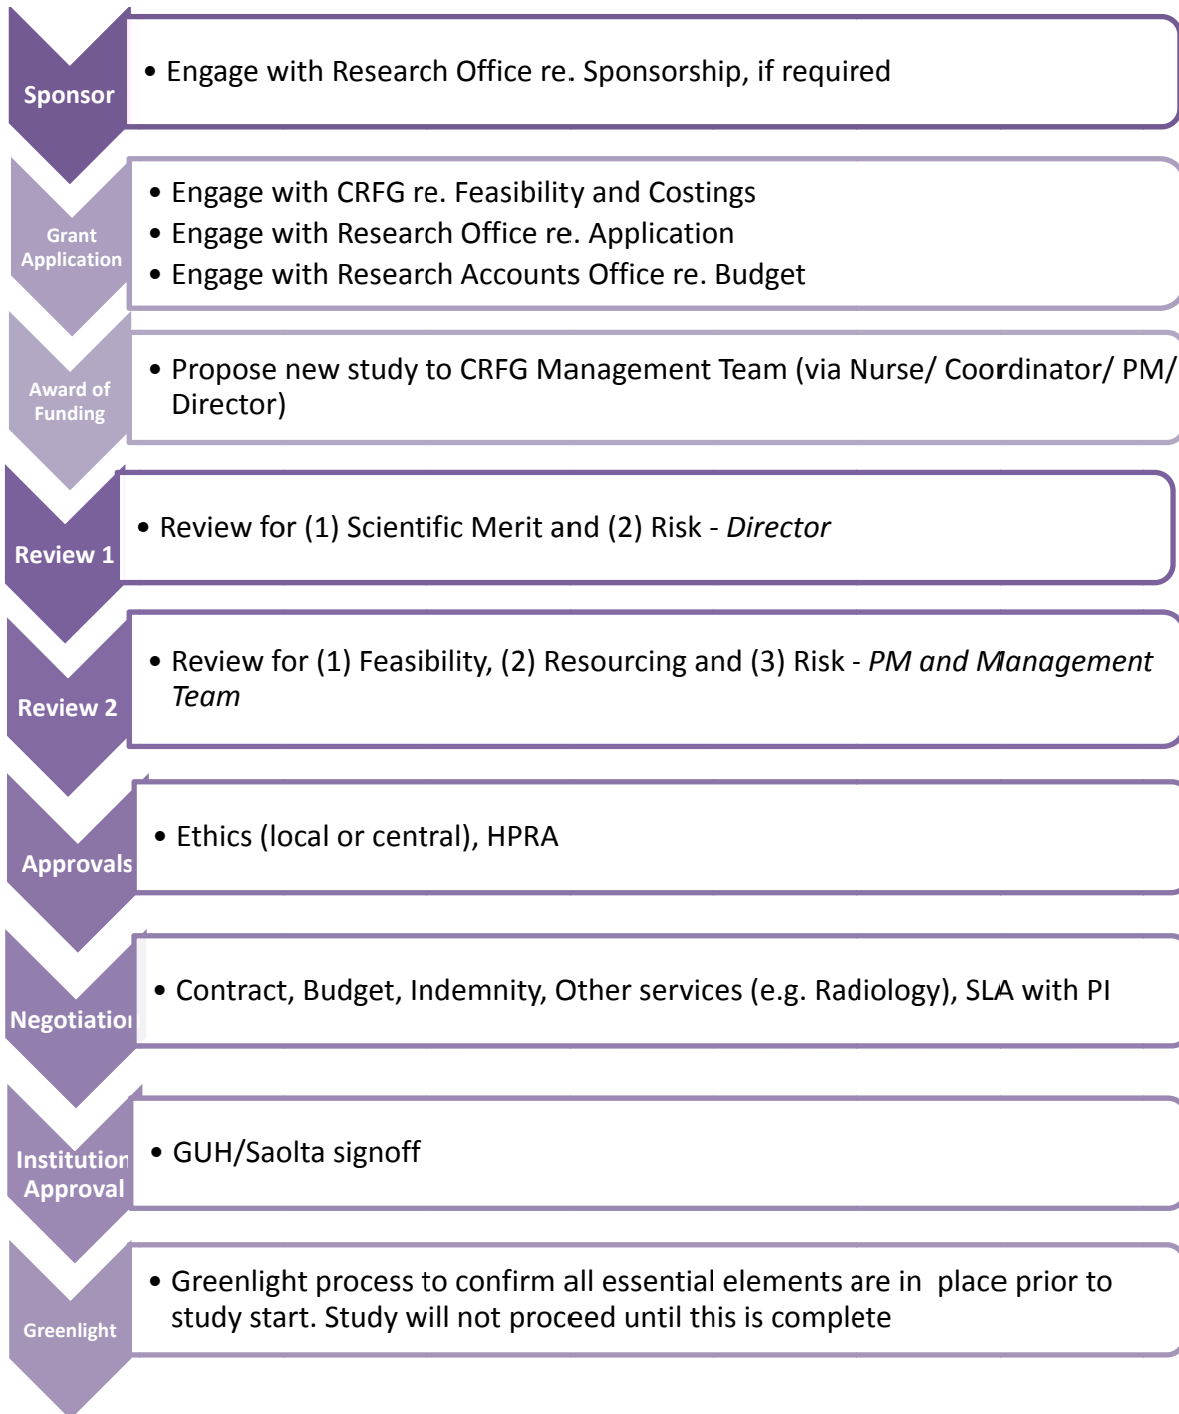 Sponsor
• Engage with Research Office re. Sponsorship, if required
Grant
Application
• Engage with CRFG re. Feasibility and Costings
• Engage with Research Office re. Application
• Engage with Research Accounts Office re. Budget
Award of
Funding
• Propose new study to CRFG Management Team (via Nurse/ Coordinator/ PM/
Director)
Review 1
• Review for (1) Scientific Merit and (2) Risk - Director
Review 2
• Review for (1) Feasibility, (2) Resourcing and (3) Risk - PM and Management
Team
Approvals
• Ethics (local or central), HPRA
Negotiation
• Contract, Budget, Indemnity, Other services (e.g. Radiology), SLA with PI
Institution
Approval
• GUH/Saolta signoff
Greenlight
• Greenlight process to confirm all essential elements are in place prior to
study start. Study will not proceed until this is complete